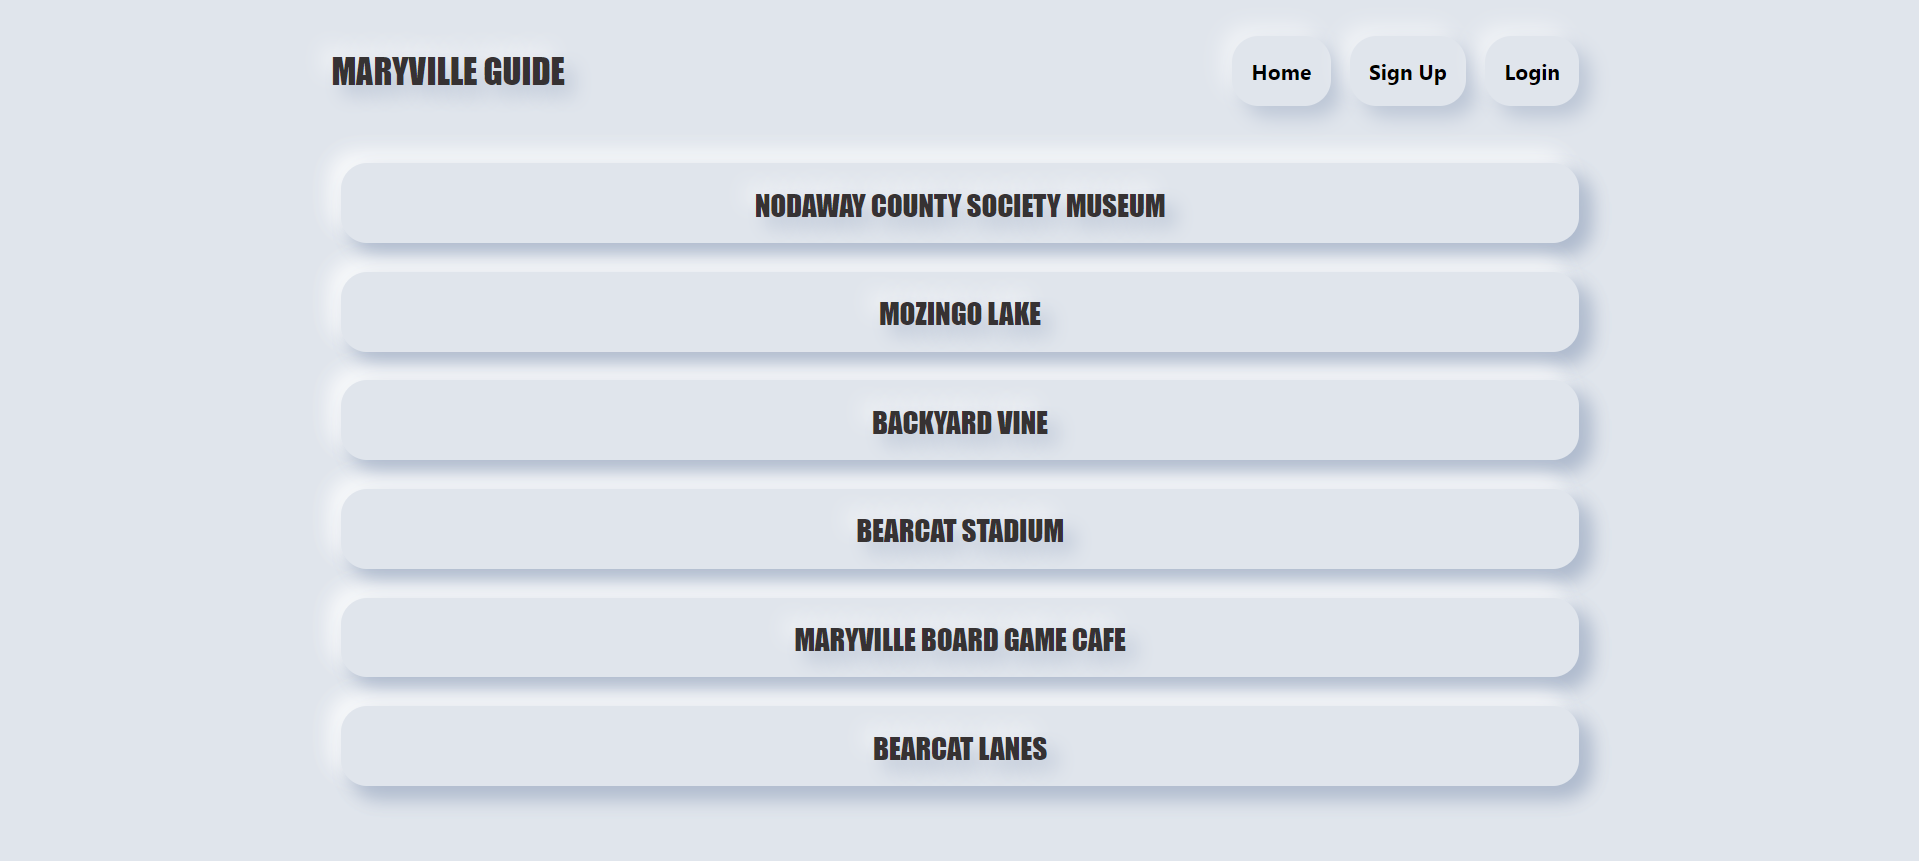 MARYVILLE GUIDE
Home
Sign Up
Login
NODAWAY COUNTY SOCIETY MUSEUM
MOZINGO LAKE
BACKYARD VINE
BEARCAT STADIUM
MARYVILLE BOARD GAME CAFE
BEARCAT LANES